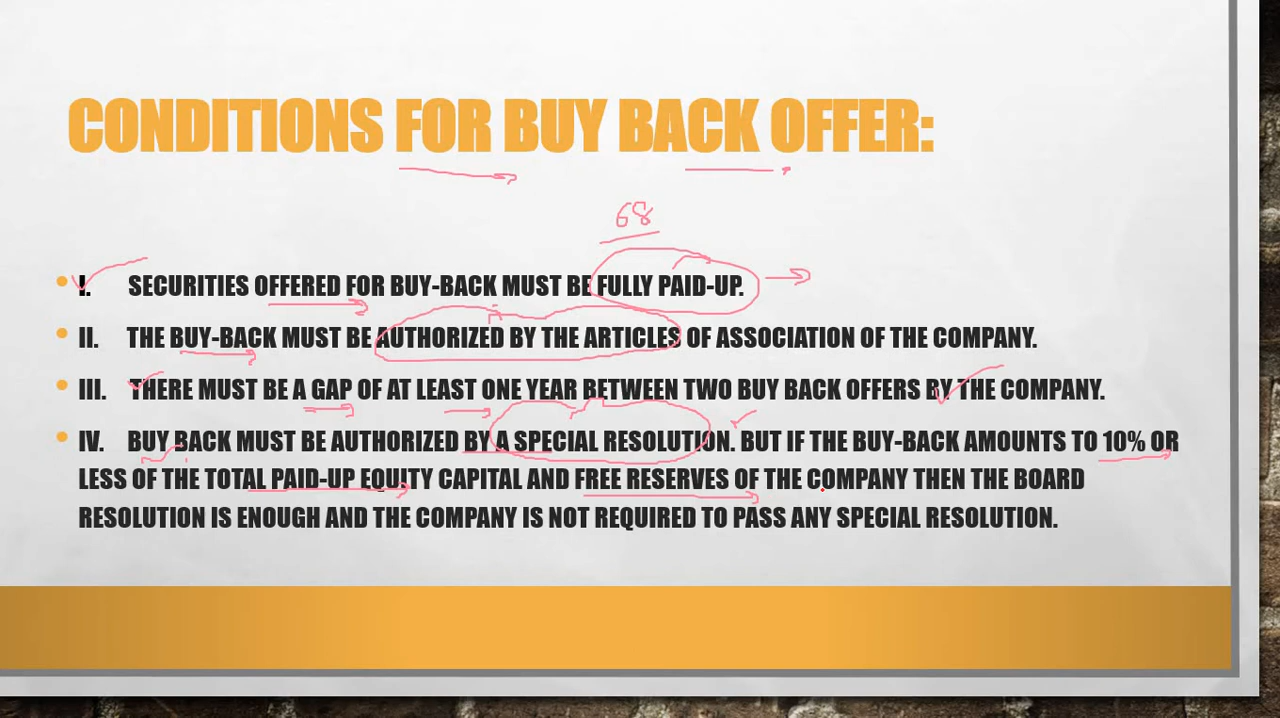 CONDITIONS FOR BUY BACK OFFER:
68
I. SECURITIES OFFERED FOR BUY-BACK MUST BE FULLY PAID-UP.
II. THE BUY-BACK MUST BE AUTHORIZED BY THE ARTICLES OF ASSOCIATION OF THE COMPANY.
III. THERE MUST BE A GAP OF AT LEAST ONE YEAR BETWEEN TWO BUY BACK OFFERS BY THE COMPANY.
IV. BUY BACK MUST BE AUTHORIZED BY A SPECIAL RESOLUTION. BUT IF THE BUY-BACK AMOUNTS TO 10% OR
LESS OF THE TOTAL PAID-UP EQUITY CAPITAL AND FREE RESERVES OF THE COMPANY THEN THE BOARD
RESOLUTION IS ENOUGH AND THE COMPANY IS NOT REQUIRED TO PASS ANY SPECIAL RESOLUTION.